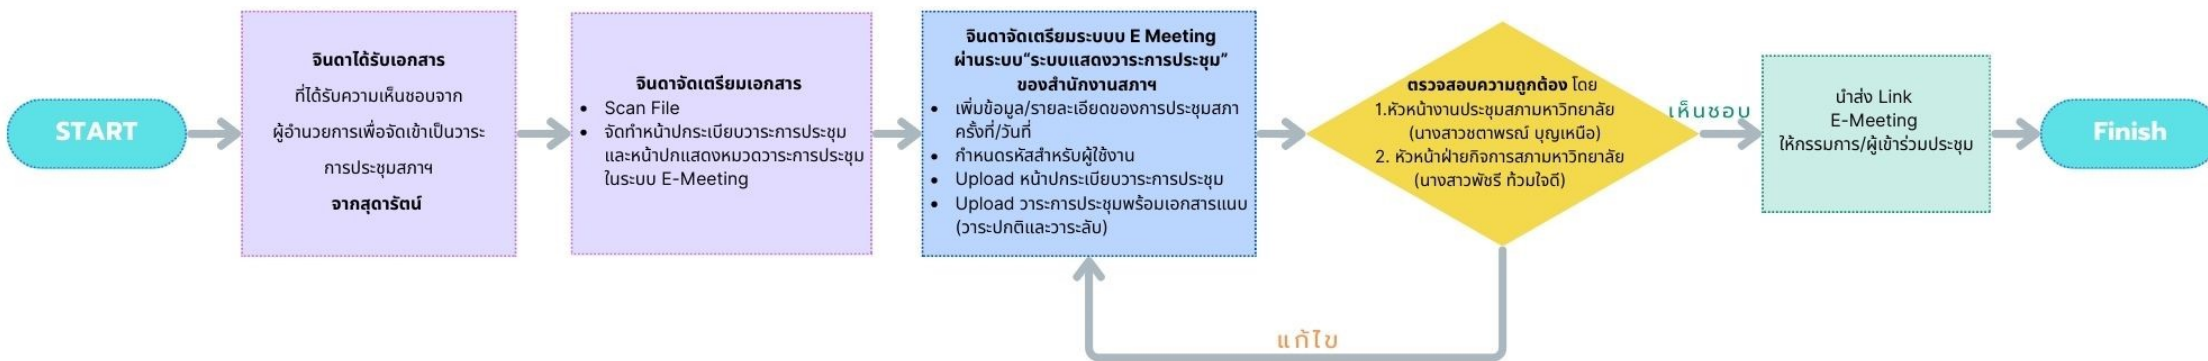 START
จินดาได้รับเอกสาร
ที่ได้รับความเห็นชอบจาก
ผู้อำนวยการเพื่อจัดเข้าเป็นวาระ
การประชุมสภาฯ
จากสุดารัตน์
จินดาจัดเตรียมเอกสาร
• Scan File
• จัดทำหน้าปกระเบียบวาระการประชุม
และหน้าปกแสดงหมวดวาระการประชุม
ในระบบ E-Meeting
จินดาจัดเตรียมระบบบ E Meeting
ผ่านระบบ“ระบบแสดงวาระการประชุม”
ของสำนักงานสภาฯ
• เพิ่มข้อมูล/รายละเอียดของการประชุมสภา
ครั้งที่/วันที่
• กำหนดรหัสสำหรับผู้ใช้งาน
• Upload หน้าปกระเบียบวาระการประชุม
• Upload วาระการประชุมพร้อมเอกสารแนบ
(วาระปกติและวาระลับ)
ตรวจสอบความถูกต้อง โดย
1.หัวหน้างานประชุมสภามหาวิทยาลัย
(นางสาวชตาพรณ์ บุญเหนือ)
2. หัวหน้าฝ่ายกิจการสภามหาวิทยาลัย
(นางสาวพัชรี ท้วมใจดี)
เห็นชอบ
นำส่ง Link
E-Meeting
ให้กรรมการ/ผู้เข้าร่วมประชุม
Finish
แก้ไข